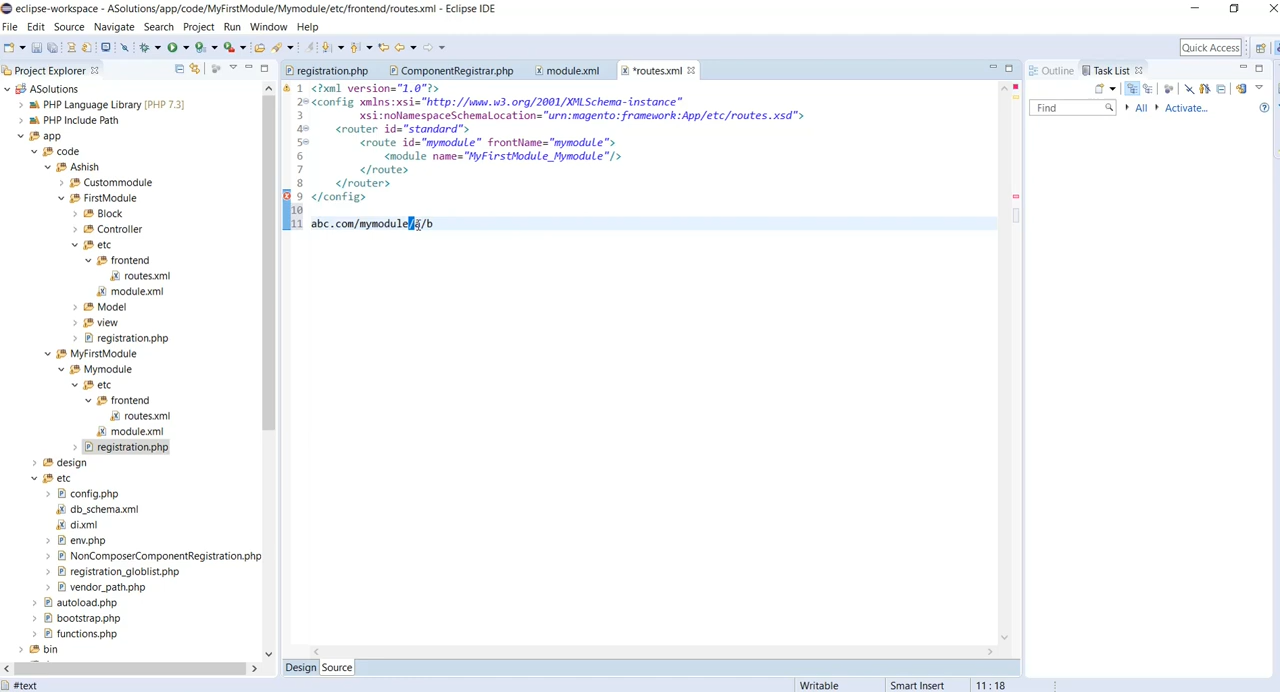 eclipse-workspace - ASolutions/app/code/MyFirstModule/Mymodule/etc/frontend/routes.xml - Eclipse IDE
File Edit Source Navigate Search Project Run Window Help
Quick Access
Project Explorer
ASolutions
PHP Language Library [PHP 7.3]
PHP Include Path
app
code
Ashish
Custommodule
FirstModule
Block
Controller
etc
frontend
routes.xml
module.xml
Model
view
registration.php
MyFirstModule
Mymodule
etc
frontend
routes.xml
module.xml
registration.php
design
etc
config.php
db_schema.xml
di.xml
env.php
NonComposerComponentRegistration.php
registration_globlist.php
vendor_path.php
autoload.php
bootstrap.php
functions.php
bin
registration.php ComponentRegistrar.php module.xml *routes.xml
1 <?xml version="1.0"?>
2 <config xmlns:xsi="http://www.w3.org/2001/XMLSchema-instance"
3 xsi:noNamespaceSchemaLocation="urn:magento:framework:App/etc/routes.xsd">
4 <router id="standard">
5 <route id="mymodule" frontName="mymodule">
6 <module name="MyFirstModule_Mymodule"/>
7 </route>
8 </router>
9 </config>
10
11 abc.com/mymodule/a/b
Design Source
Outline Task List
Find All Activate...
#text Writable Smart Insert 11 : 18